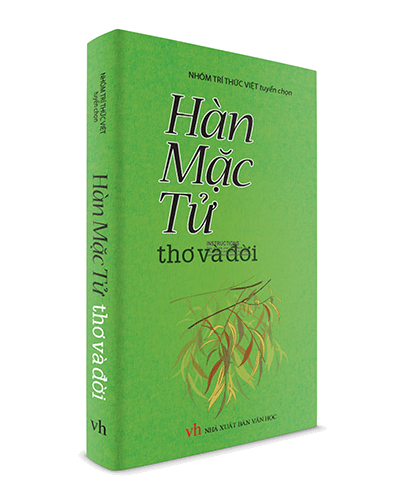 NHÓM TRÍ THỨC VIỆT tuyển chọn
Hàn
Mặc
Tử
INSTRUCTIONS
thơ và đời
vh NHÀ XUẤT BẢN VĂN HỌC
NHÓM TRÍ THỨC VIỆT
tuyển chọn
Hàn Mặc Tử thơ và đời
vh